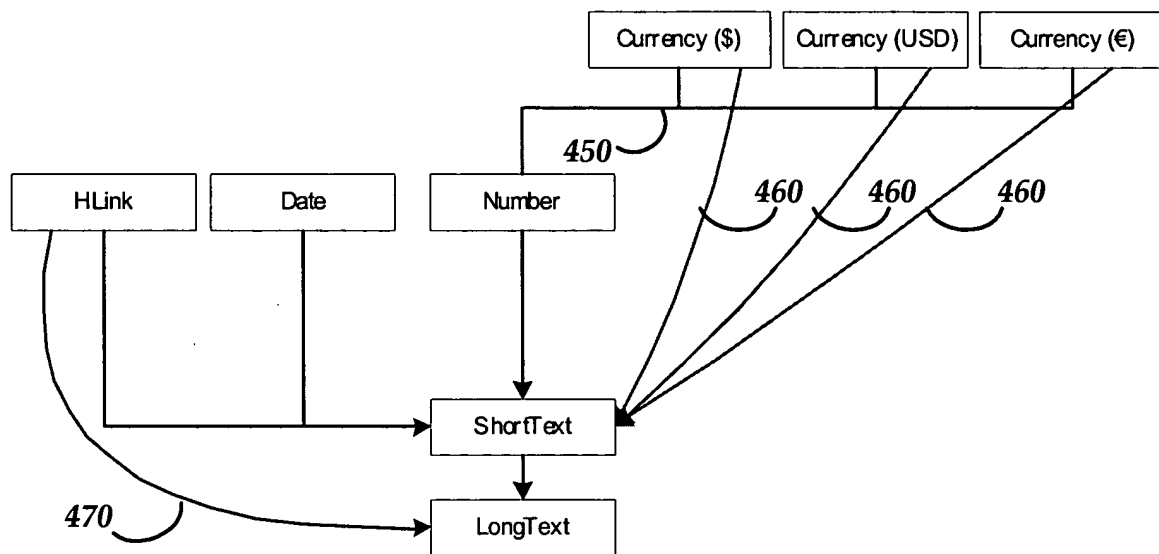 Currency ($) Currency (USD) Currency (€)
450
HLink Date Number 460 460 460
ShortText
470 LongText